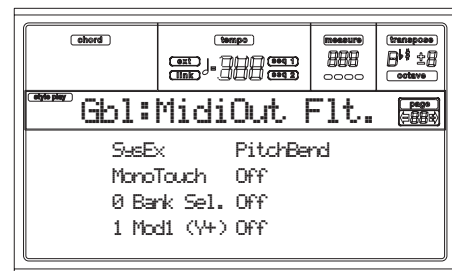 chord
tempo
measure
transpose
ext
seq 1
link
seq 2
octave
style play
Gbl:MidiOut Flt.
page
SysEx PitchBend
MonoTouch Off
0 Bank Sel. Off
1 Mod1 (Y+) Off